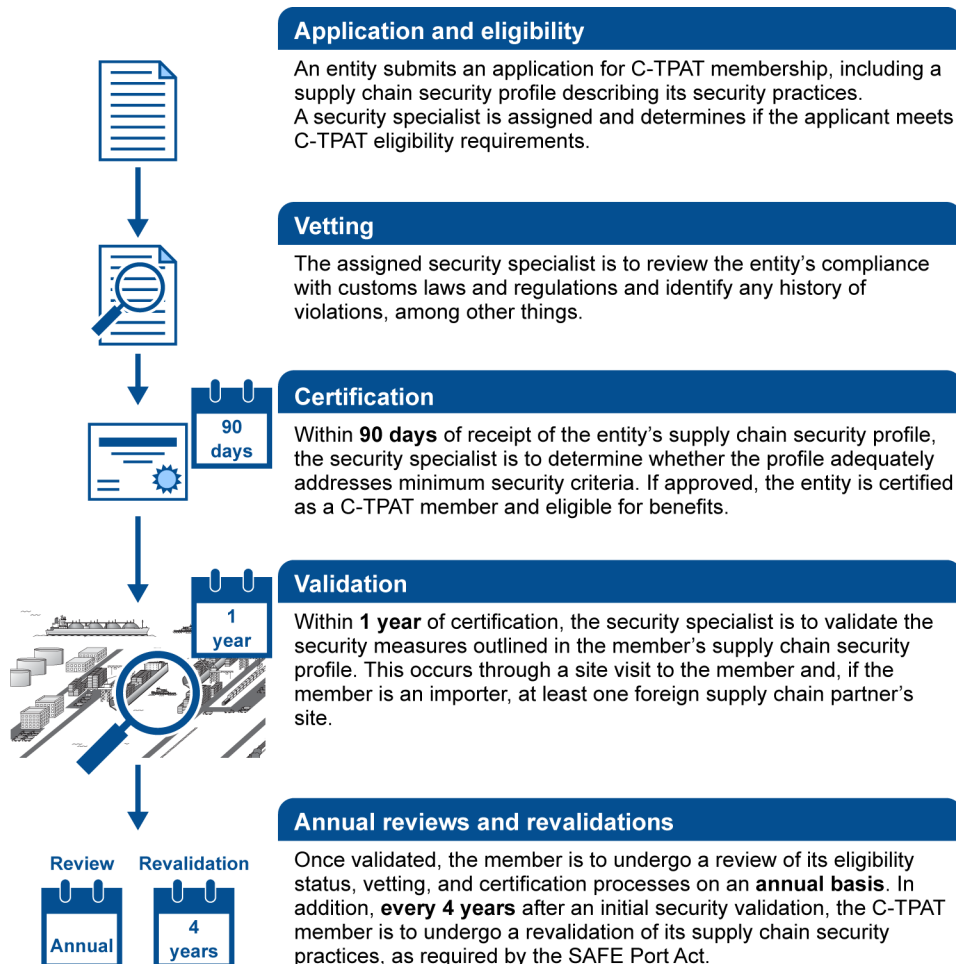 Application and eligibility
An entity submits an application for C-TPAT membership, including a
supply chain security profile describing its security practices.
A security specialist is assigned and determines if the applicant meets
C-TPAT eligibility requirements.
Vetting
The assigned security specialist is to review the entity’s compliance
with customs laws and regulations and identify any history of
violations, among other things.
90
days
Certification
Within 90 days of receipt of the entity’s supply chain security profile,
the security specialist is to determine whether the profile adequately
addresses minimum security criteria. If approved, the entity is certified
as a C-TPAT member and eligible for benefits.
1
year
Validation
Within 1 year of certification, the security specialist is to validate the
security measures outlined in the member’s supply chain security
profile. This occurs through a site visit to the member and, if the
member is an importer, at least one foreign supply chain partner’s
site.
Review
Annual
Revalidation
4
years
Annual reviews and revalidations
Once validated, the member is to undergo a review of its eligibility
status, vetting, and certification processes on an annual basis. In
addition, every 4 years after an initial security validation, the C-TPAT
member is to undergo a revalidation of its supply chain security
practices, as required by the SAFE Port Act.